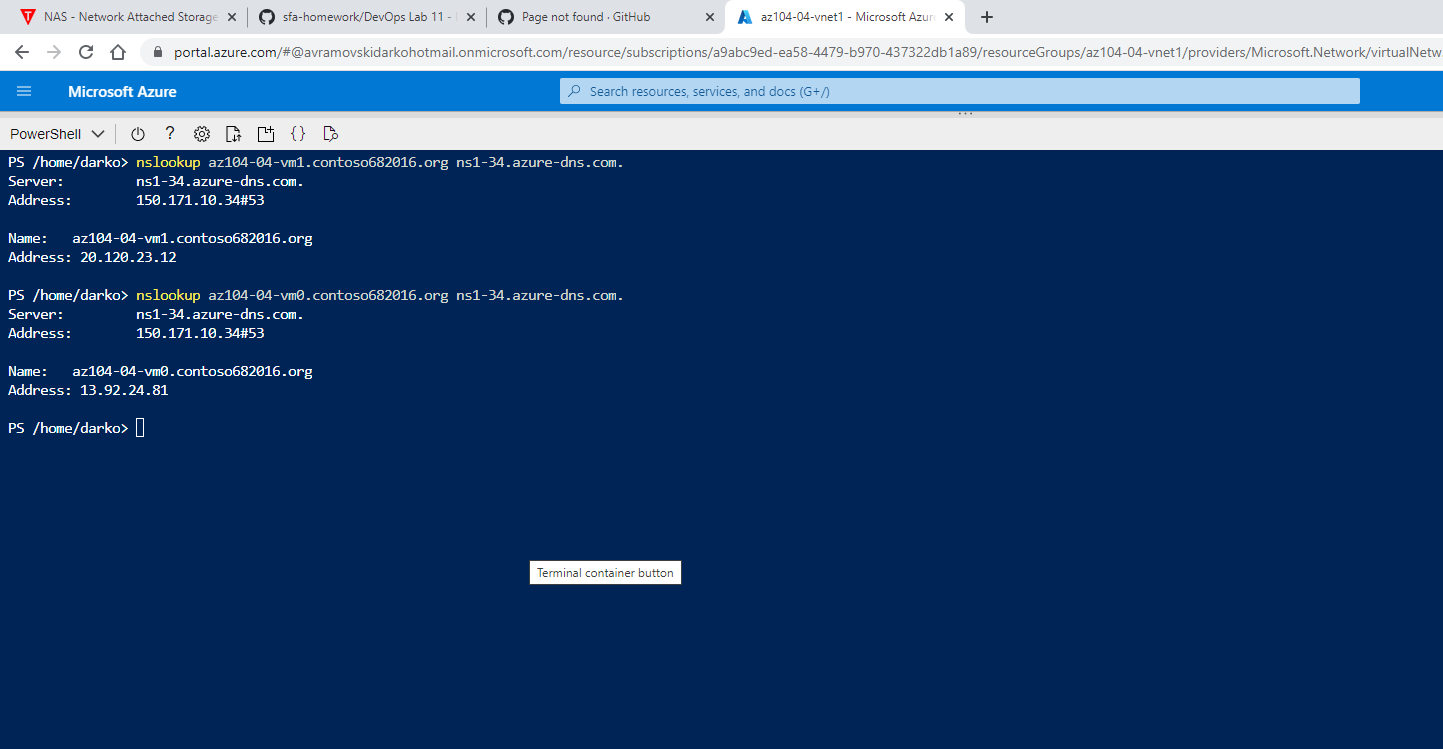 NAS - Network Attached Storage
sfa-homework/DevOps Lab 11 -
Page not found · GitHub
az104-04-vnet1 - Microsoft Azur
portal.azure.com/#@avramovskidarkohotmail.onmicrosoft.com/resource/subscriptions/a9abc9ed-ea58-4479-b970-437322db1a89/resourceGroups/az104-04-vnet1/providers/Microsoft.Network/virtualNetw
Microsoft Azure
Search resources, services, and docs (G+/)
PowerShell
PS /home/darko> nslookup az104-04-vm1.contoso682016.org ns1-34.azure-dns.com.
Server: ns1-34.azure-dns.com.
Address: 150.171.10.34#53
Name: az104-04-vm1.contoso682016.org
Address: 20.120.23.12
PS /home/darko> nslookup az104-04-vm0.contoso682016.org ns1-34.azure-dns.com.
Server: ns1-34.azure-dns.com.
Address: 150.171.10.34#53
Name: az104-04-vm0.contoso682016.org
Address: 13.92.24.81
PS /home/darko>
Terminal container button